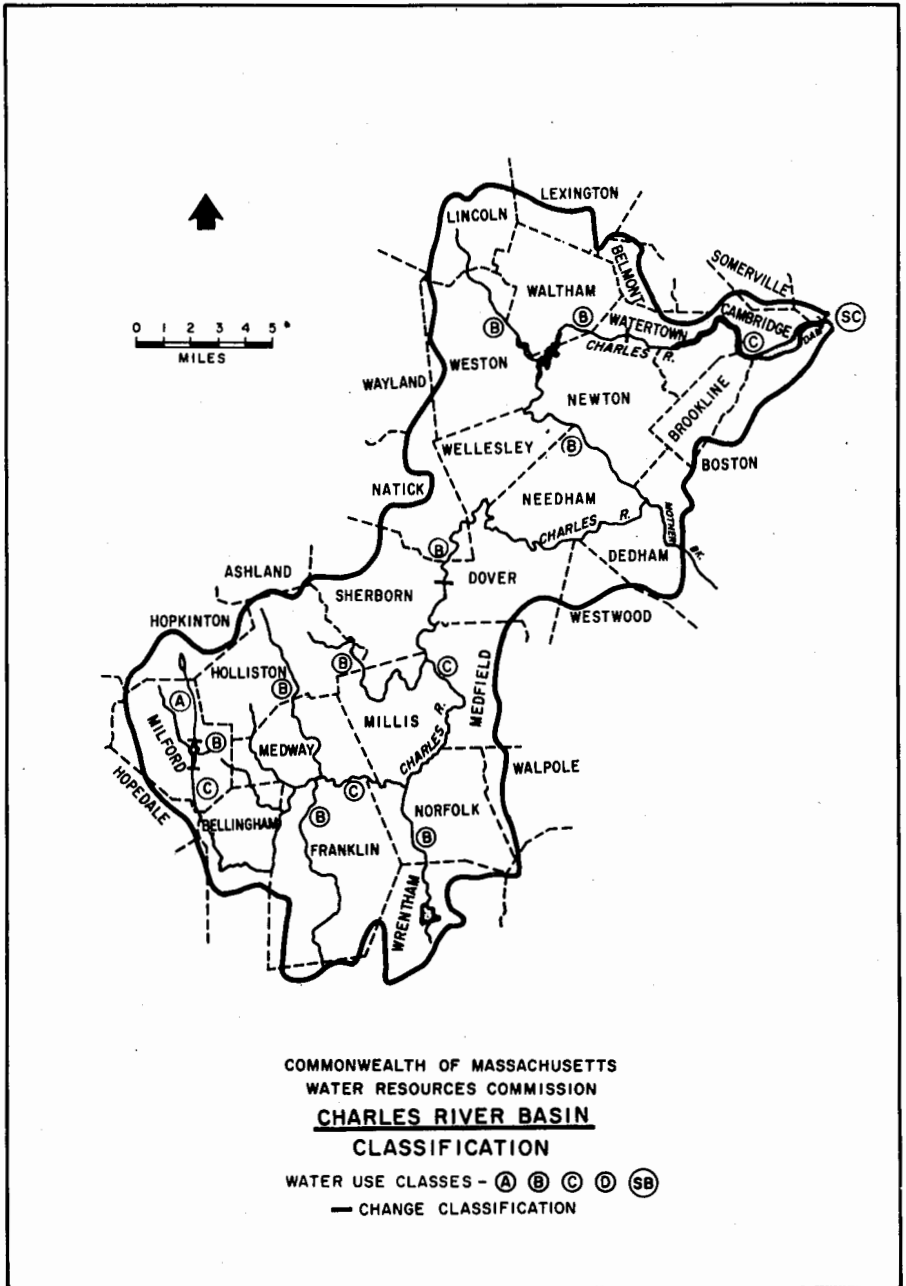 LEXINGTON
LINCOLN
SOMERVILLE
BELMONT
WALTHAM
CAMBRIDGE
SC
DAM
0 1 2 3 4 5
MILES
B
B
WATERTOWN
CHARLES R.
C
WESTON
WAYLAND
NEWTON
BROOKLINE
WELLESLEY
B
BOSTON
NATICK
NEEDHAM
CHARLES R.
MOTHER BK.
DEDHAM
B
DOVER
ASHLAND
SHERBORN
WESTWOOD
HOPKINTON
HOLLISTON
B
C
MEDFIELD
A
B
MILFORD
MILLIS
B
MEDWAY
CHARLES R.
WALPOLE
HOPEDALE
C
C
NORFOLK
BELLINGHAM
B
B
FRANKLIN
WRENTHAM
COMMONWEALTH OF MASSACHUSETTS
WATER RESOURCES COMMISSION
CHARLES RIVER BASIN
CLASSIFICATION
WATER USE CLASSES - A B C D SB
— CHANGE CLASSIFICATION